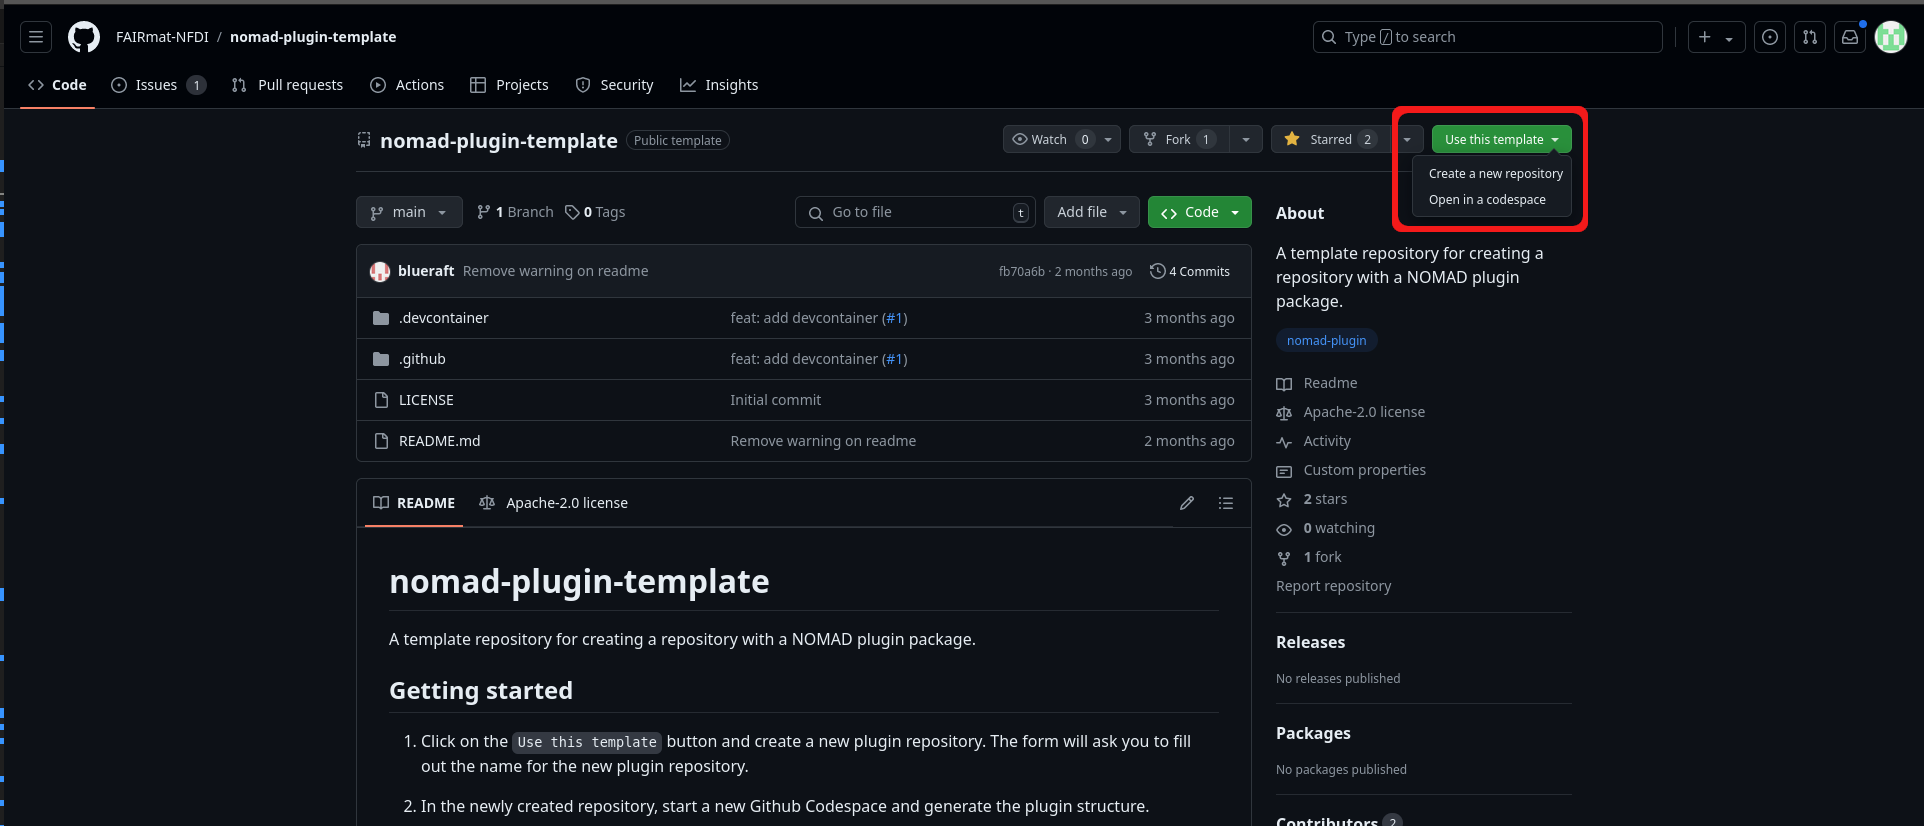 FAIRmat-NFDI / nomad-plugin-template
Type / to search
Code Issues 1 Pull requests Actions Projects Security Insights
nomad-plugin-template Public template
Watch 0 Fork 1 Starred 2 Use this template
Create a new repository
Open in a codespace
main 1 Branch 0 Tags Go to file t Add file Code
blueraft Remove warning on readme fb70a6b · 2 months ago 4 Commits
.devcontainer feat: add devcontainer (#1) 3 months ago
.github feat: add devcontainer (#1) 3 months ago
LICENSE Initial commit 3 months ago
README.md Remove warning on readme 2 months ago
README Apache-2.0 license
nomad-plugin-template
A template repository for creating a repository with a NOMAD plugin package.
Getting started
1. Click on the Use this template button and create a new plugin repository. The form will ask you to fill
out the name for the new plugin repository.
2. In the newly created repository, start a new Github Codespace and generate the plugin structure.
About
A template repository for creating a
repository with a NOMAD plugin
package.
nomad-plugin
Readme
Apache-2.0 license
Activity
Custom properties
2 stars
0 watching
1 fork
Report repository
Releases
No releases published
Packages
No packages published
Contributors 2